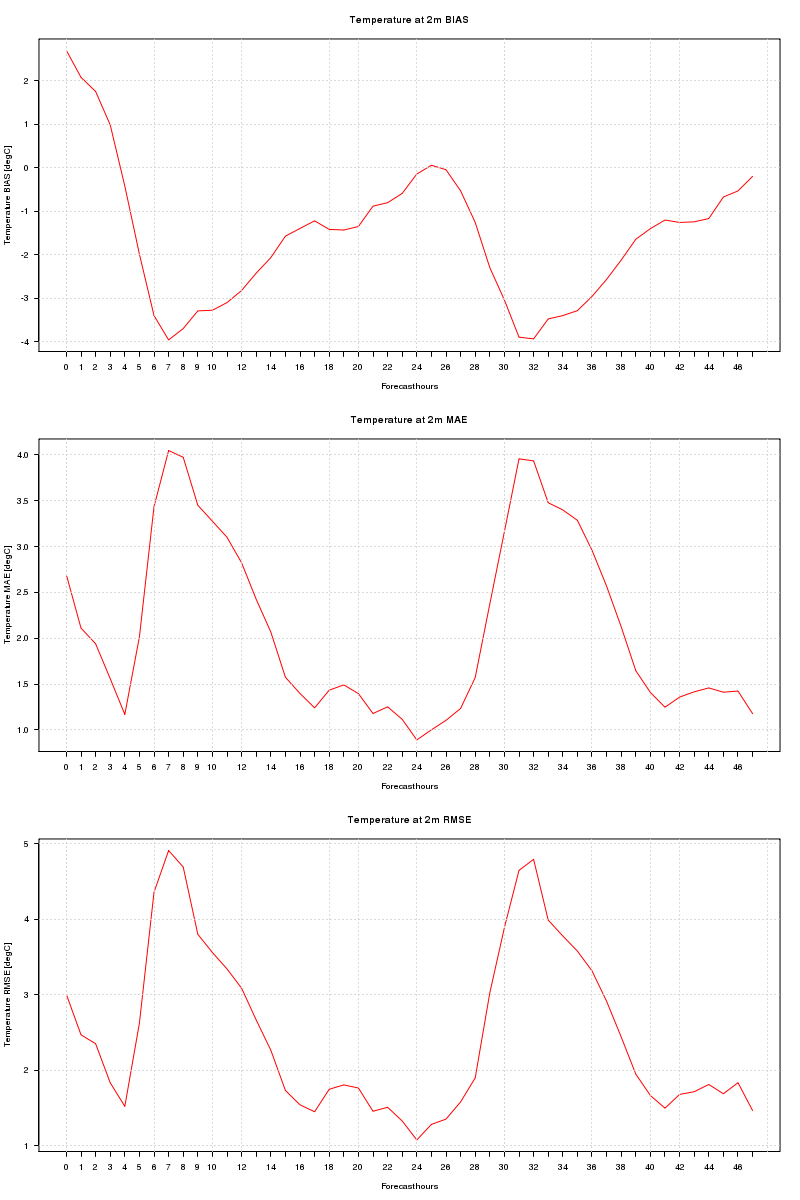 Temperature at 2m BIAS
Temperature BIAS [degC]
2
1
0
-1
-2
-3
-4
0 1 2 3 4 5 6 7 8 9 10 12 14 16 18 20 22 24 26 28 30 32 34 36 38 40 42 44 46
Forecasthours
Temperature at 2m MAE
Temperature MAE [degC]
4.0
3.5
3.0
2.5
2.0
1.5
1.0
0 1 2 3 4 5 6 7 8 9 10 12 14 16 18 20 22 24 26 28 30 32 34 36 38 40 42 44 46
Forecasthours
Temperature at 2m RMSE
Temperature RMSE [degC]
5
4
3
2
1
0 1 2 3 4 5 6 7 8 9 10 12 14 16 18 20 22 24 26 28 30 32 34 36 38 40 42 44 46
Forecasthours